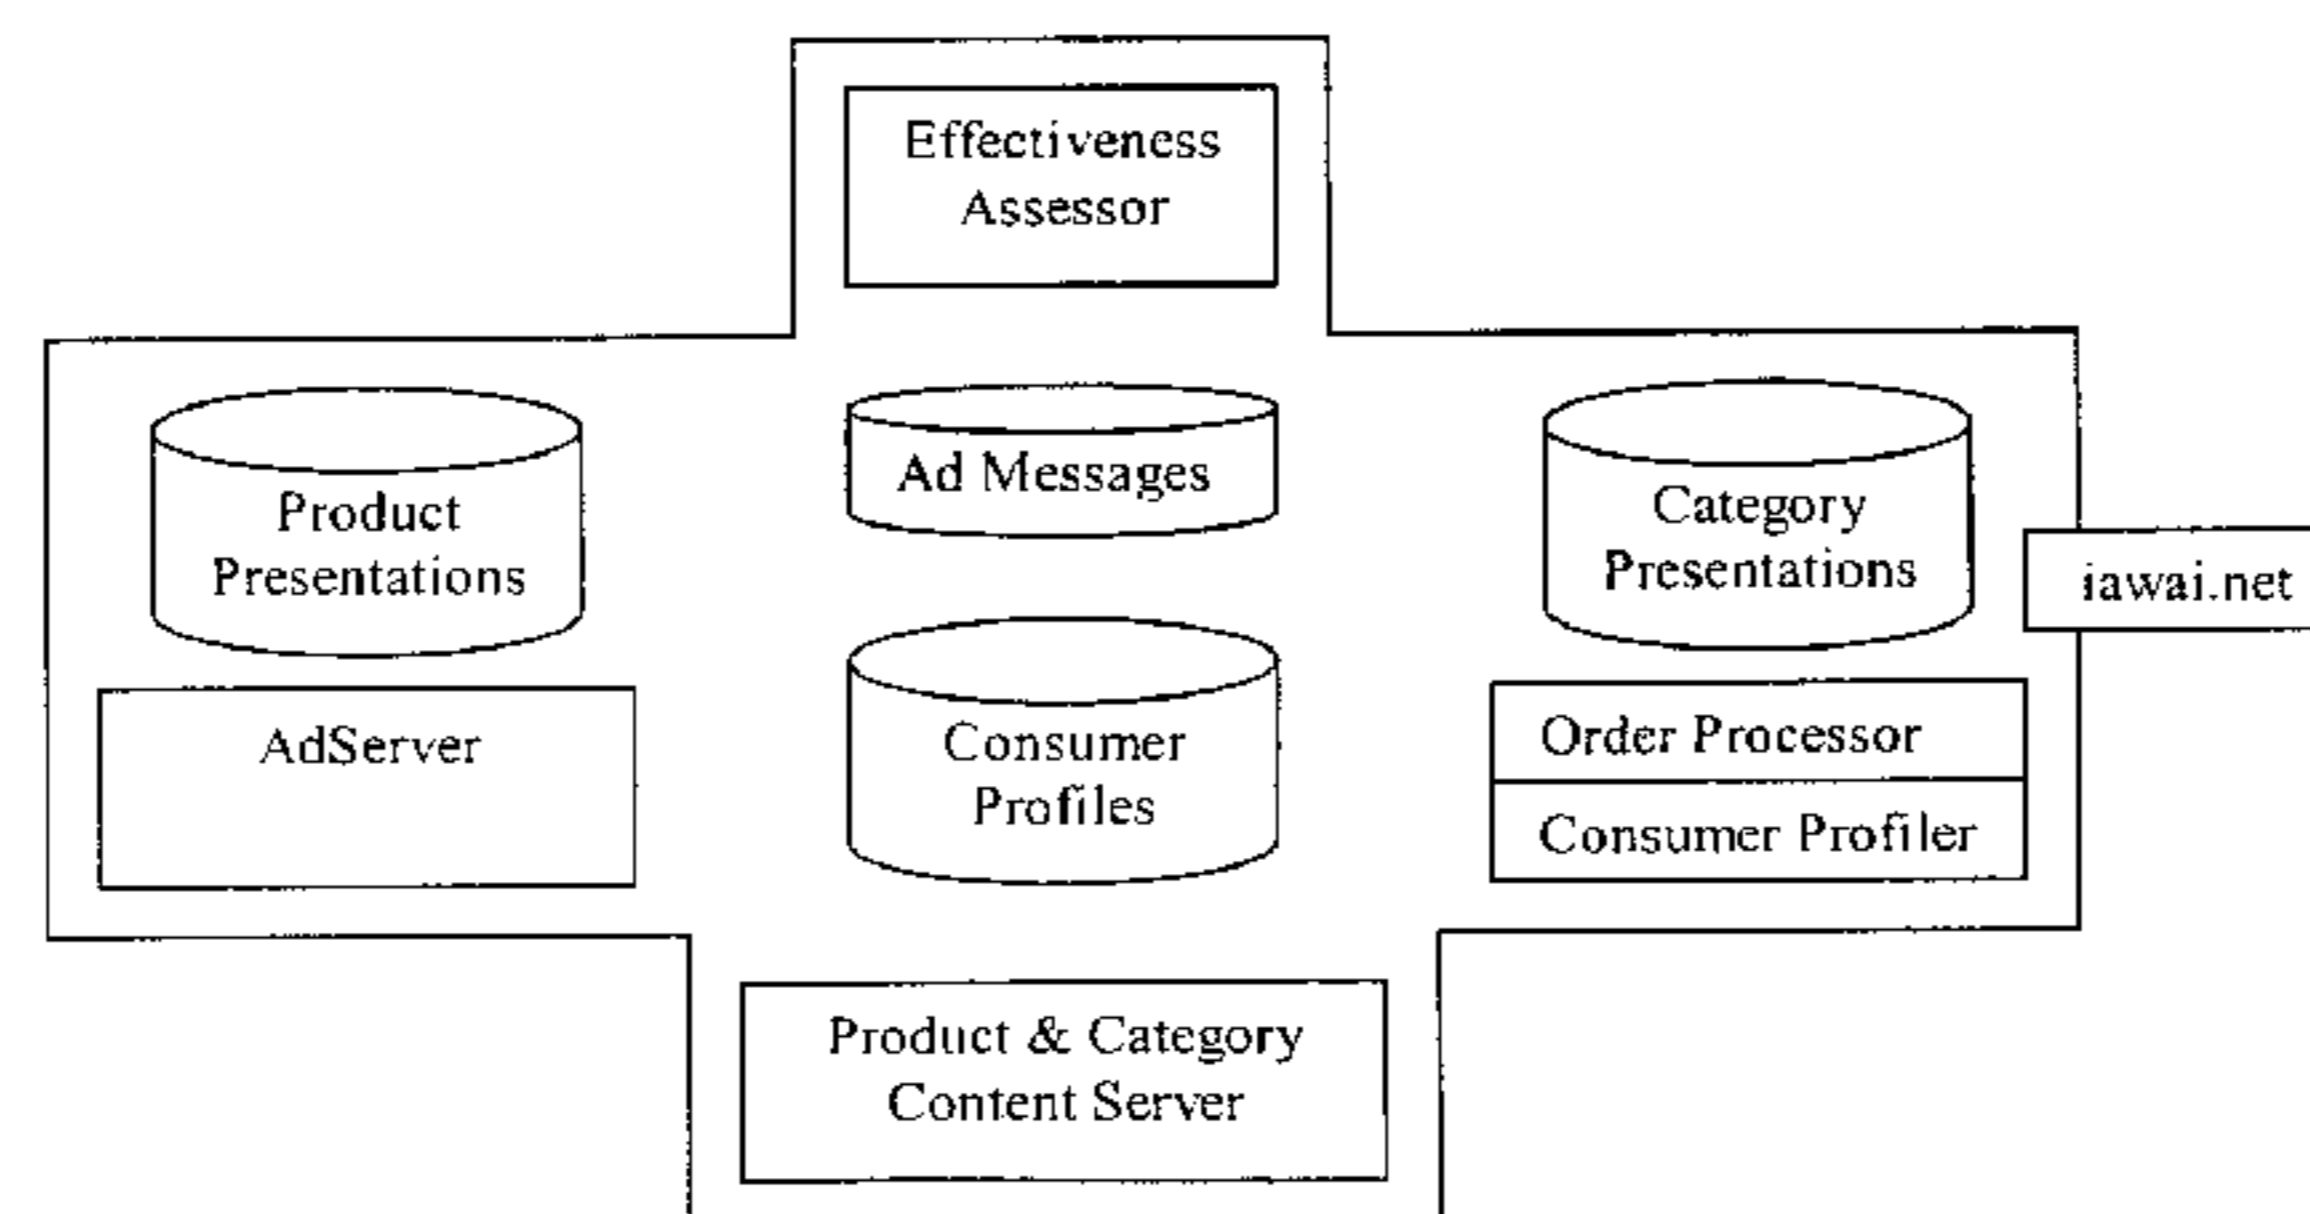 Effectiveness
Assessor
Product
Presentations
Ad Messages
Category
Presentations
iawai.net
AdServer
Consumer
Profiles
Order Processor
Consumer Profiler
Product & Category
Content Server